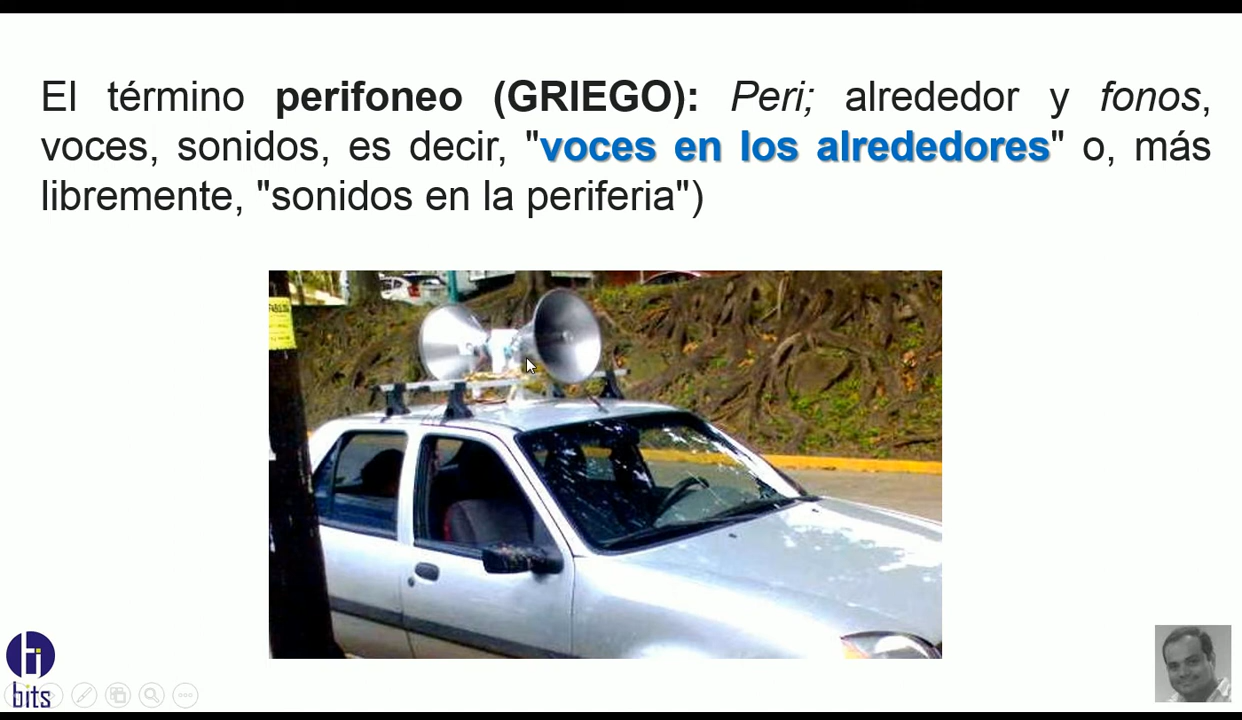 El término perifoneo (GRIEGO): Peri; alrededor y fonos,
voces, sonidos, es decir, "voces en los alrededores" o, más
libremente, "sonidos en la periferia")
bits